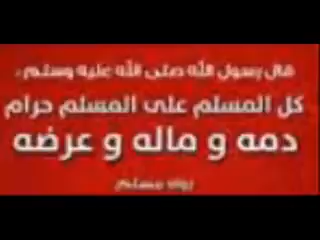 قال رسول الله صلى الله عليه وسلم :
كل المسلم على المسلم حرام
دمه و ماله و عرضه
رواه مسلم